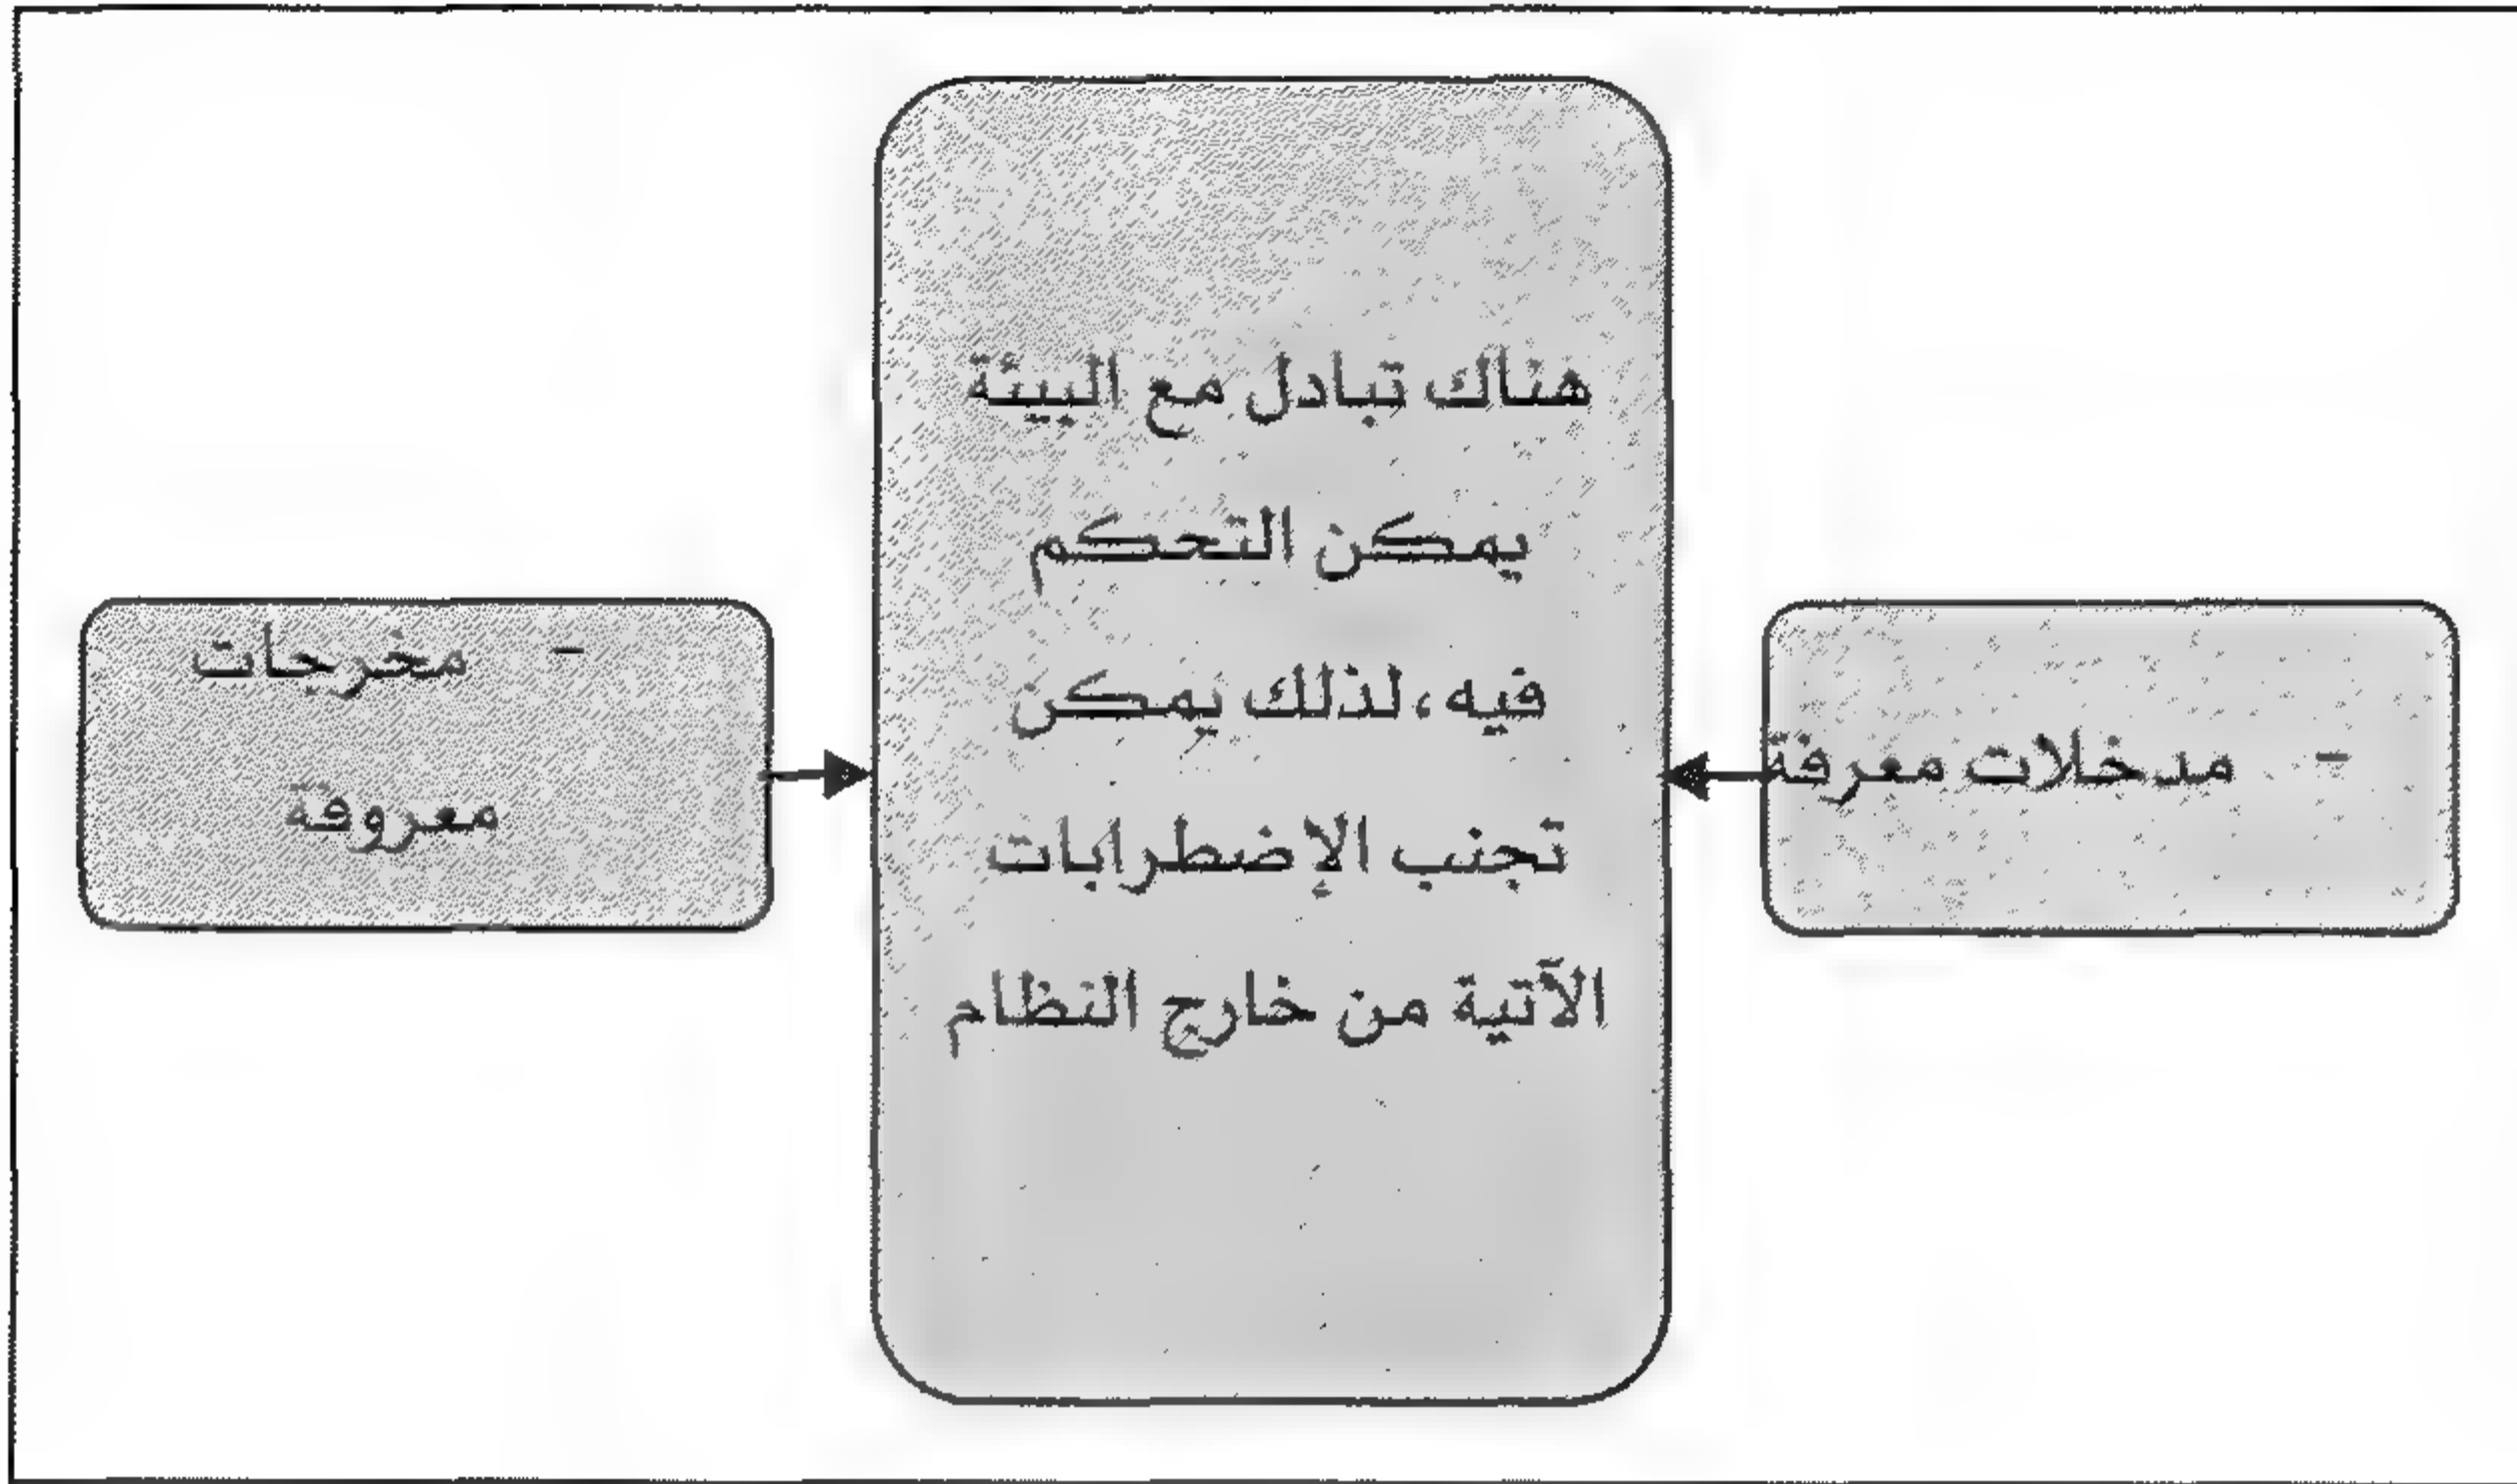 - مدخلات معرفة
هناك تبادل مع البيئة
يمكن التحكم
فيه، لذلك يمكن
تجنب الإضطرابات
الآتية من خارج النظام
- مخرجات
معروفة